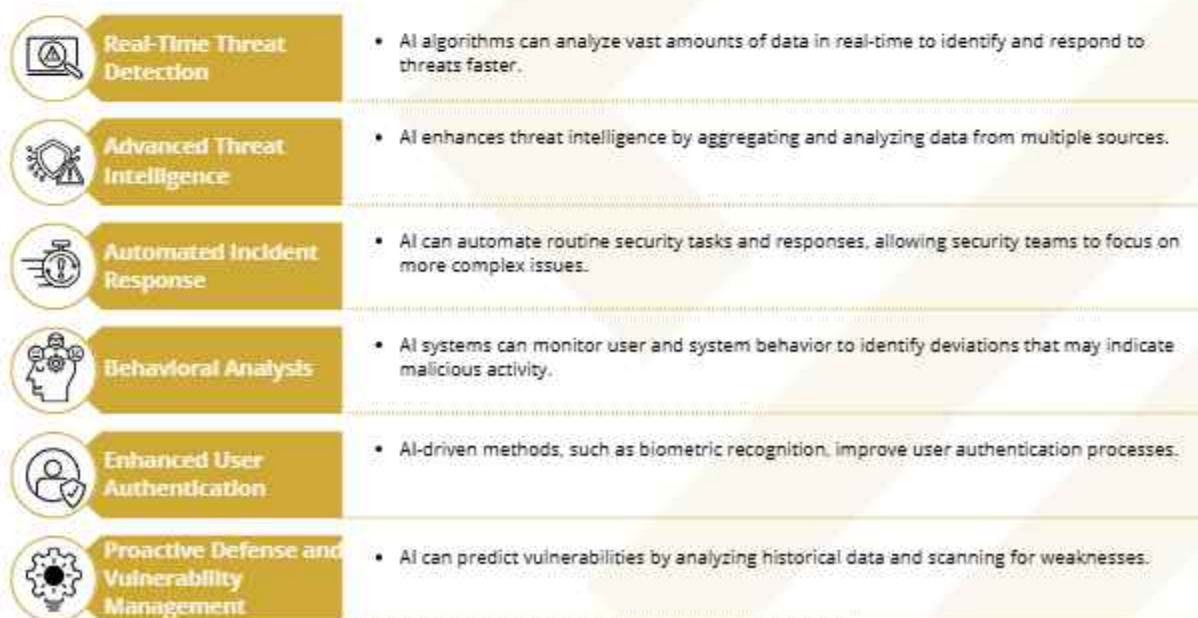 Real-Time Threat
Detection
• AI algorithms can analyze vast amounts of data in real-time to identify and respond to
threats faster.
Advanced Threat
Intelligence
• AI enhances threat intelligence by aggregating and analyzing data from multiple sources.
Automated Incident
Response
• AI can automate routine security tasks and responses, allowing security teams to focus on
more complex issues.
Behavioral Analysis
• AI systems can monitor user and system behavior to identify deviations that may indicate
malicious activity.
Enhanced User
Authentication
• AI-driven methods, such as biometric recognition, improve user authentication processes.
Proactive Defense and
Vulnerability
Management
• AI can predict vulnerabilities by analyzing historical data and scanning for weaknesses.